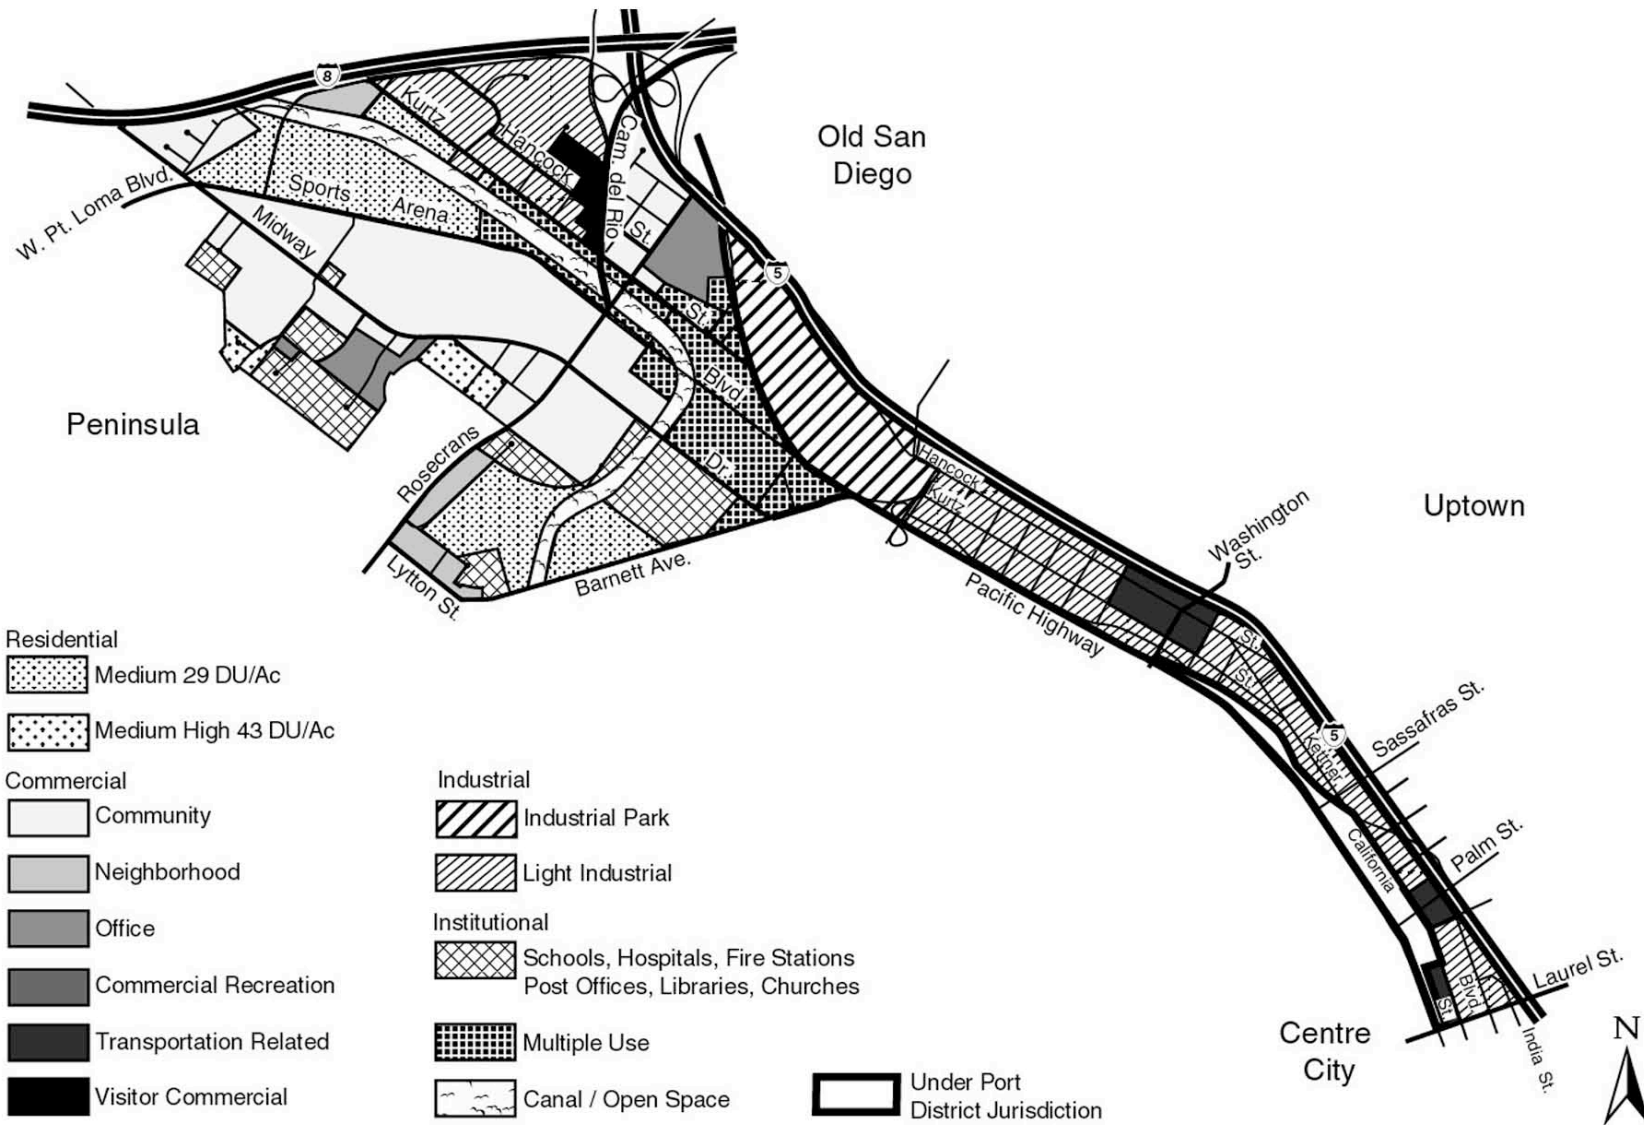 8
Kurtz
Hancock
Cam. del Rio
St.
Old San
Diego
W. Pt. Loma Blvd.
Sports
Arena
Midway
5
St.
Blvd
Peninsula
Rosecrans
Dr.
Hancock
Kurtz
Washington
St.
Uptown
Lytton St.
Barnett Ave.
Pacific Highway
St.
St.
Residential
Medium 29 DU/Ac
Medium High 43 DU/Ac
Commercial
Community
Neighborhood
Office
Commercial Recreation
Transportation Related
Visitor Commercial
Industrial
Industrial Park
Light Industrial
Institutional
Schools, Hospitals, Fire Stations
Post Offices, Libraries, Churches
Multiple Use
Canal / Open Space
Under Port
District Jurisdiction
5
Kettner
Sassafras St.
California
Palm St.
Laurel St.
Blvd
St.
India St.
Centre
City
N